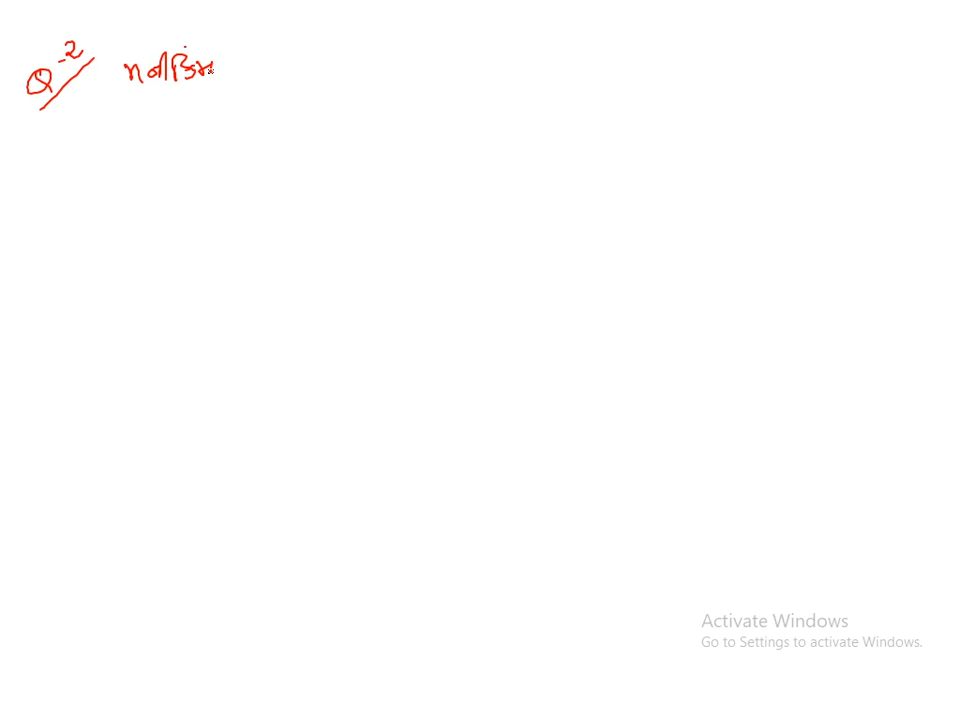 Q-2 n ની કિંમ
Activate Windows
Go to Settings to activate Windows.